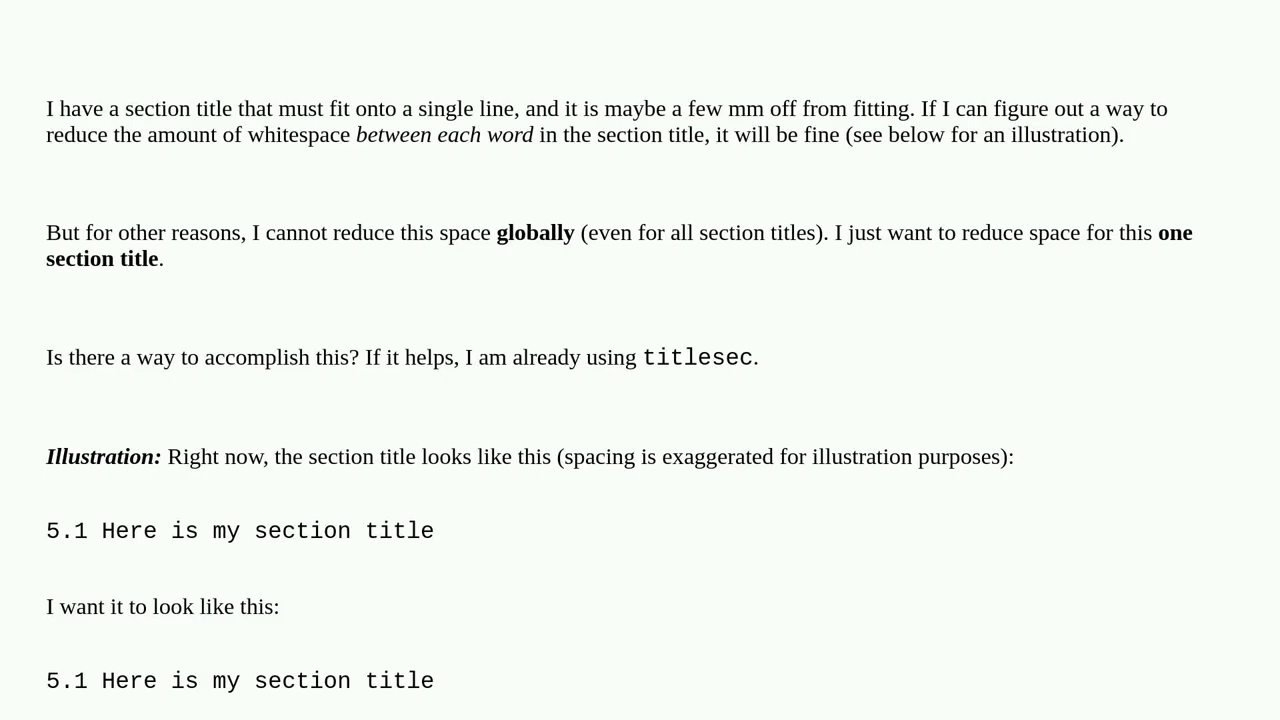 I have a section title that must fit onto a single line, and it is maybe a few mm off from fitting. If I can figure out a way to
reduce the amount of whitespace between each word in the section title, it will be fine (see below for an illustration).
But for other reasons, I cannot reduce this space globally (even for all section titles). I just want to reduce space for this one
section title.
Is there a way to accomplish this? If it helps, I am already using titlesec.
Illustration: Right now, the section title looks like this (spacing is exaggerated for illustration purposes):
5.1 Here is my section title
I want it to look like this:
5.1 Here is my section title